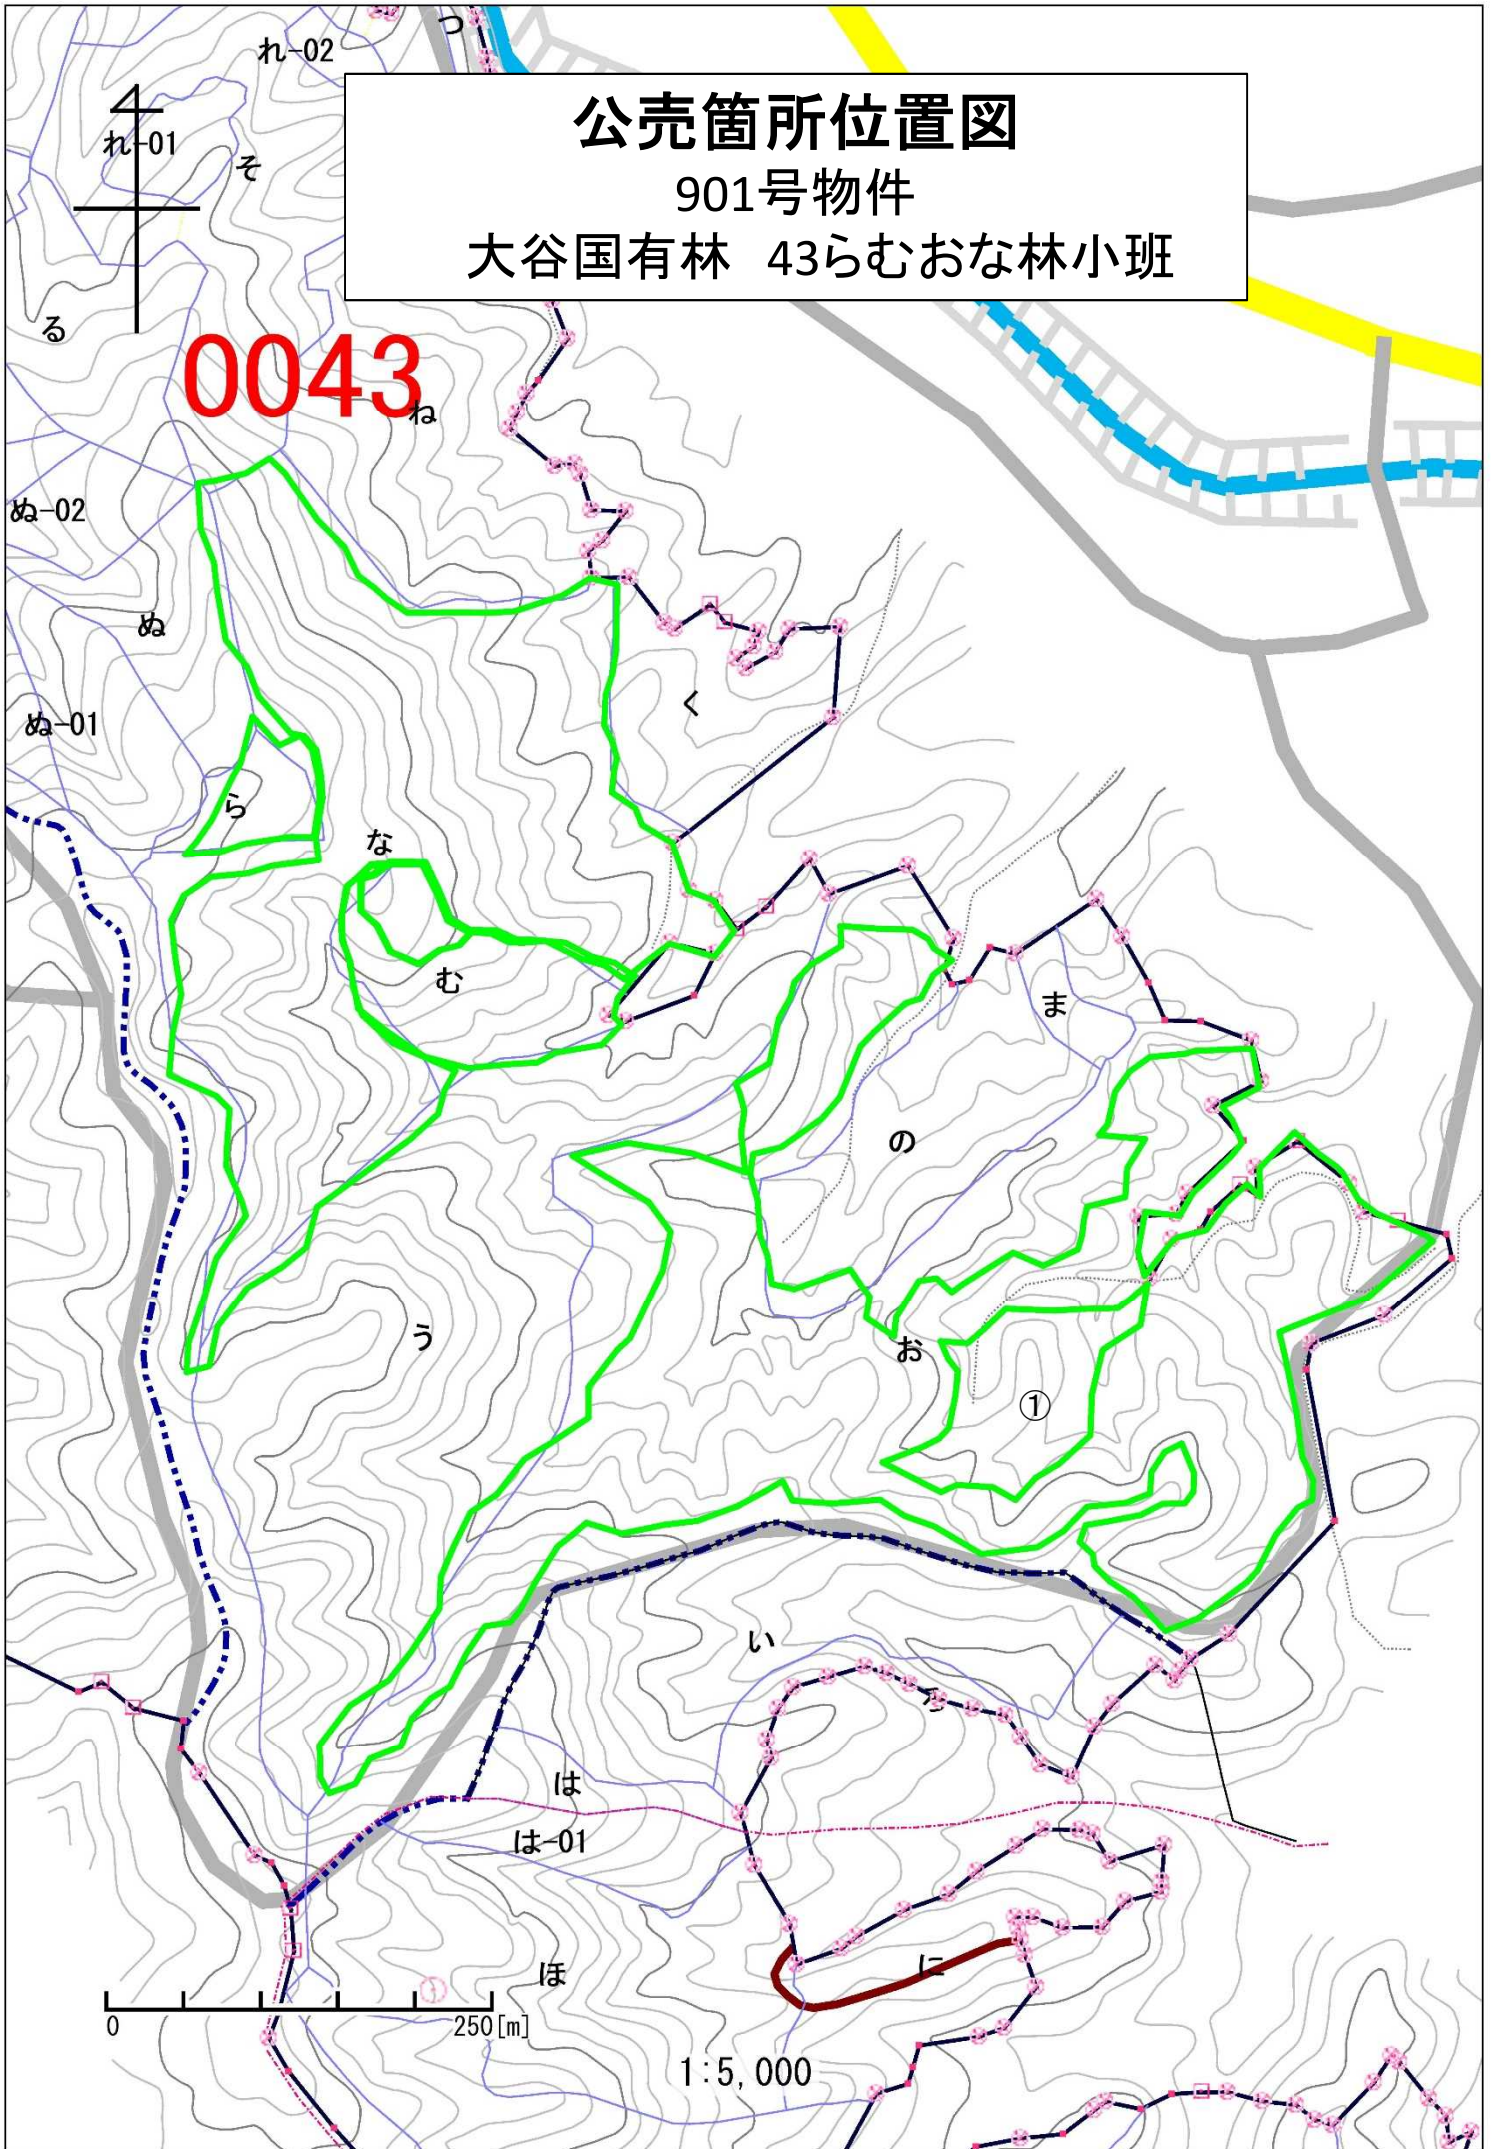 つ
れ-02
公売箇所位置図
れ-01
そ
901号物件
大谷国有林 43らむおな林小班
る
0043
ね
ぬ-02
ぬ
く
ぬ-01
ら
な
む
ま
の
う
お
①
い
ろ
は
は-01
に
ほ
0 250[m]
1:5,000